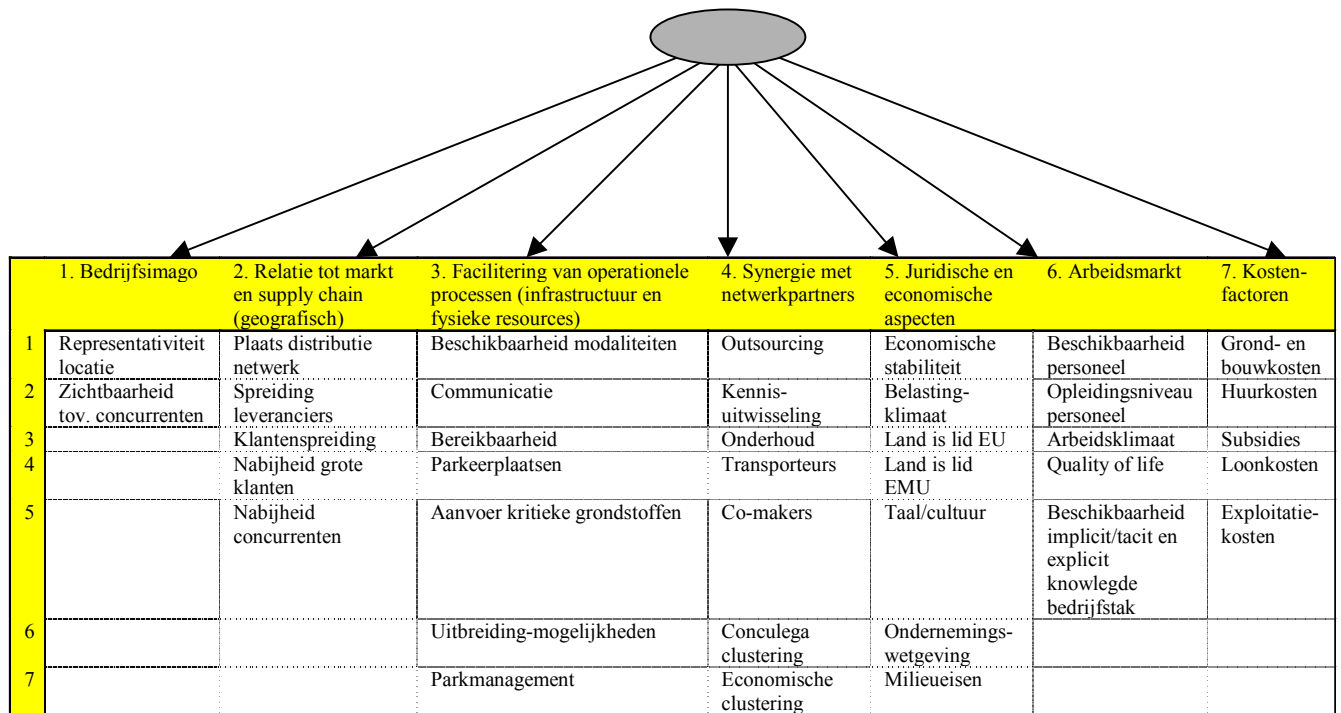 1. Bedrijfsimago
2. Relatie tot markt
en supply chain
(geografisch)
3. Facilitering van operationele
processen (infrastructuur en
fysieke resources)
4. Synergie met
netwerkpartners
5. Juridische en
economische
aspecten
6. Arbeidsmarkt
7. Kosten-
factoren
1
Representativiteit
locatie
Plaats distributie
netwerk
Beschikbaarheid modaliteiten
Outsourcing
Economische
stabiliteit
Beschikbaarheid
personeel
Grond- en
bouwkosten
2
Zichtbaarheid
tov. concurrenten
Spreiding
leveranciers
Communicatie
Kennis-
uitwisseling
Belasting-
klimaat
Opleidingsniveau
personeel
Huurkosten
3
Klantenspreiding
Bereikbaarheid
Onderhoud
Land is lid EU
Arbeidsklimaat
Subsidies
4
Nabijheid grote
klanten
Parkeerplaatsen
Transporteurs
Land is lid
EMU
Quality of life
Loonkosten
5
Nabijheid
concurrenten
Aanvoer kritieke grondstoffen
Co-makers
Taal/cultuur
Beschikbaarheid
implicit/tacit en
explicit
knowlegde
bedrijfstak
Exploitatie-
kosten
6
Uitbreiding-mogelijkheden
Conculega
clustering
Ondernemings-
wetgeving
7
Parkmanagement
Economische
clustering
Milieueisen